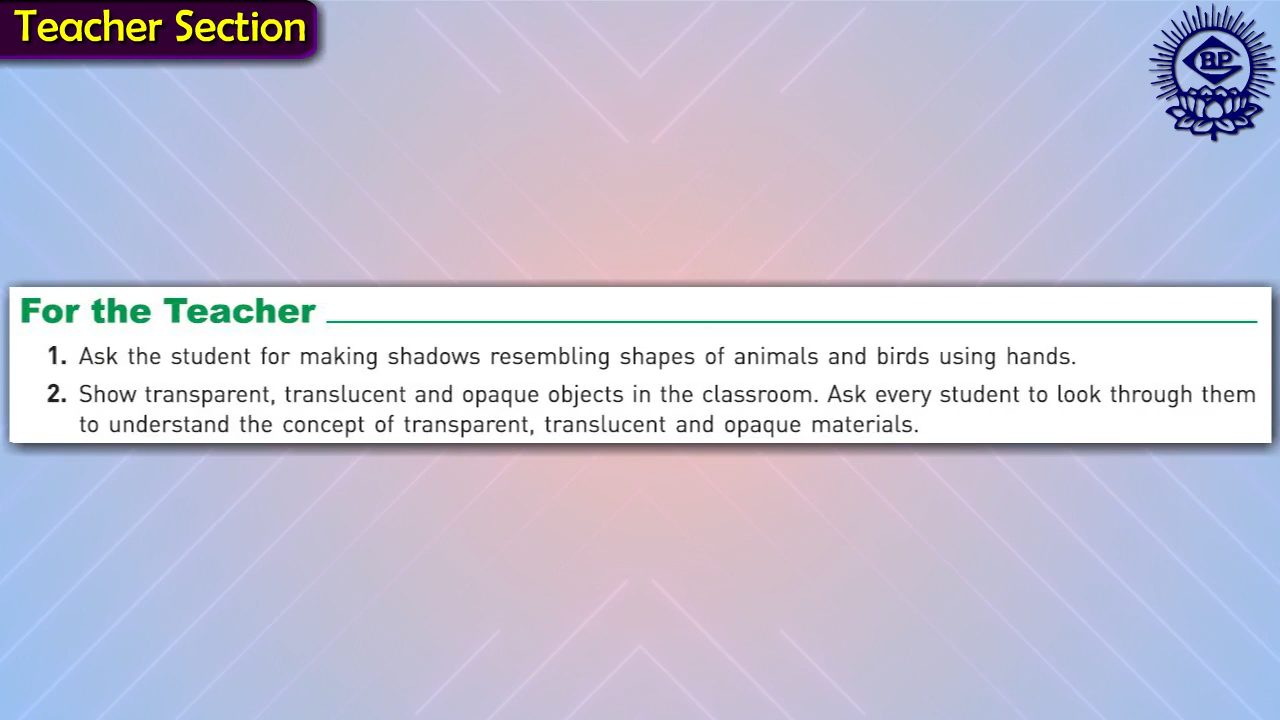 Teacher Section
BP
For the Teacher
1. Ask the student for making shadows resembling shapes of animals and birds using hands.
2. Show transparent, translucent and opaque objects in the classroom. Ask every student to look through them
to understand the concept of transparent, translucent and opaque materials.